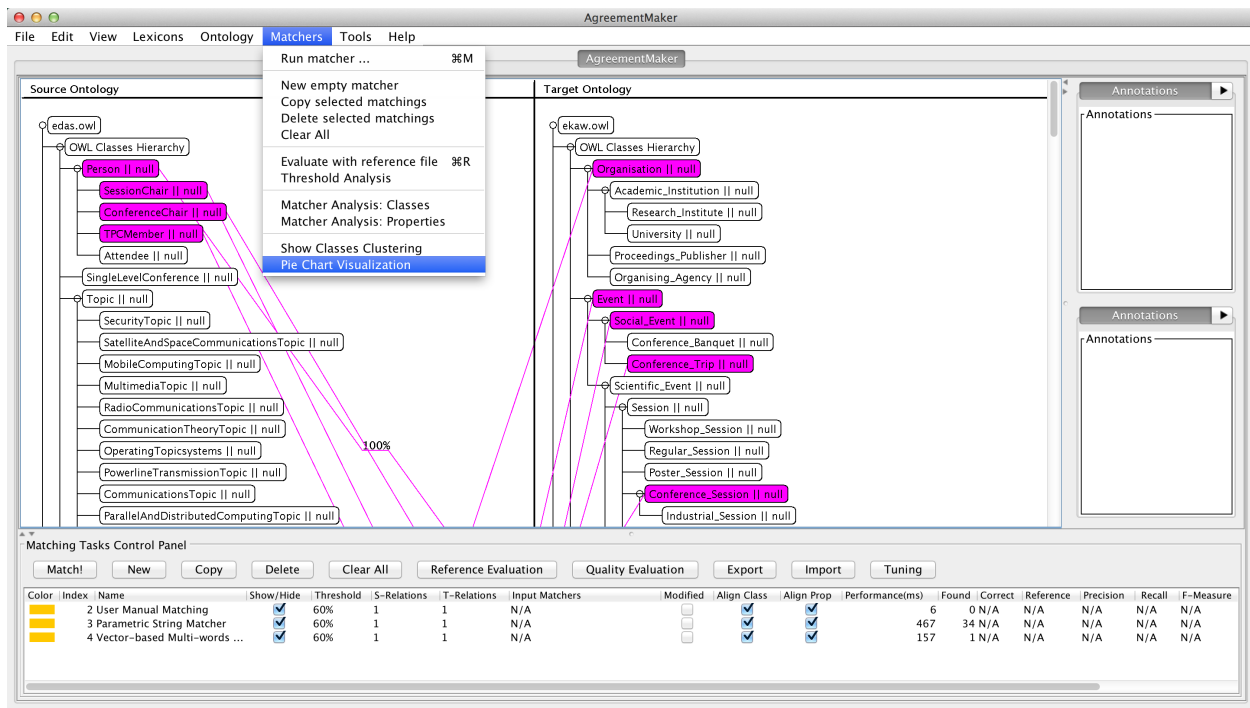 AgreementMaker
File Edit View Lexicons Ontology Matchers Tools Help
AgreementMaker
Run matcher ... ⌘M
New empty matcher
Copy selected matchings
Delete selected matchings
Clear All
Evaluate with reference file ⌘R
Threshold Analysis
Matcher Analysis: Classes
Matcher Analysis: Properties
Show Classes Clustering
Pie Chart Visualization
Source Ontology
edas.owl
OWL Classes Hierarchy
Person || null
SessionChair || null
ConferenceChair || null
TPCMember || null
Attendee || null
SingleLevelConference || null
Topic || null
SecurityTopic || null
SatelliteAndSpaceCommunicationsTopic || null
MobileComputingTopic || null
MultimediaTopic || null
RadioCommunicationsTopic || null
CommunicationTheoryTopic || null
OperatingTopicsystems || null
PowerlineTransmissionTopic || null
CommunicationsTopic || null
ParallelAndDistributedComputingTopic || null
100%
Target Ontology
ekaw.owl
OWL Classes Hierarchy
Organisation || null
Academic_Institution || null
Research_Institute || null
University || null
Proceedings_Publisher || null
Organising_Agency || null
Event || null
Social_Event || null
Conference_Banquet || null
Conference_Trip || null
Scientific_Event || null
Session || null
Workshop_Session || null
Regular_Session || null
Poster_Session || null
Conference_Session || null
Industrial_Session || null
Annotations
Annotations
Annotations
Annotations
Matching Tasks Control Panel
Match! New Copy Delete Clear All Reference Evaluation Quality Evaluation Export Import Tuning
Color Index Name Show/Hide Threshold S-Relations T-Relations Input Matchers Modified Align Class Align Prop Performance(ms) Found Correct Reference Precision Recall F-Measure
2 User Manual Matching 60% 1 1 N/A 6 0 N/A N/A N/A N/A N/A
3 Parametric String Matcher 60% 1 1 N/A 467 34 N/A N/A N/A N/A N/A
4 Vector-based Multi-words ... 60% 1 1 N/A 157 1 N/A N/A N/A N/A N/A